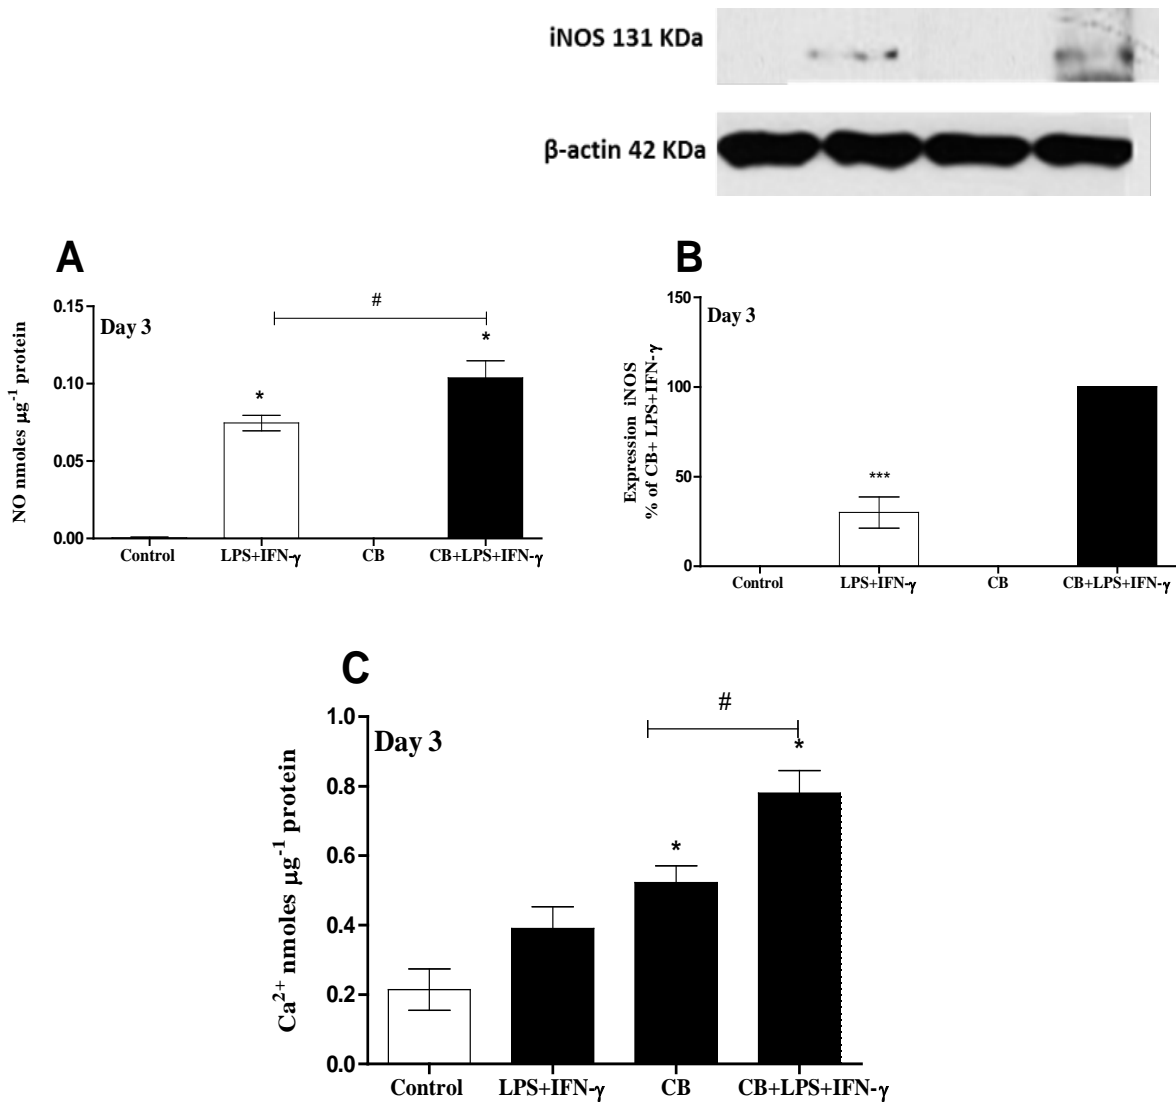 iNOS 131 KDa
β-actin 42 KDa
A
NO nmoles µg⁻¹ protein
0.15
0.10
0.05
0.00
Day 3
#
*
*
Control
LPS+IFN-γ
CB
CB+LPS+IFN-γ
B
Expression iNOS
% of CB+ LPS+IFN-γ
150
100
50
0
Day 3
***
Control
LPS+IFN-γ
CB
CB+LPS+IFN-γ
C
Ca²⁺ nmoles µg⁻¹ protein
1.0
0.8
0.6
0.4
0.2
0.0
Day 3
#
*
*
Control
LPS+IFN-γ
CB
CB+LPS+IFN-γ